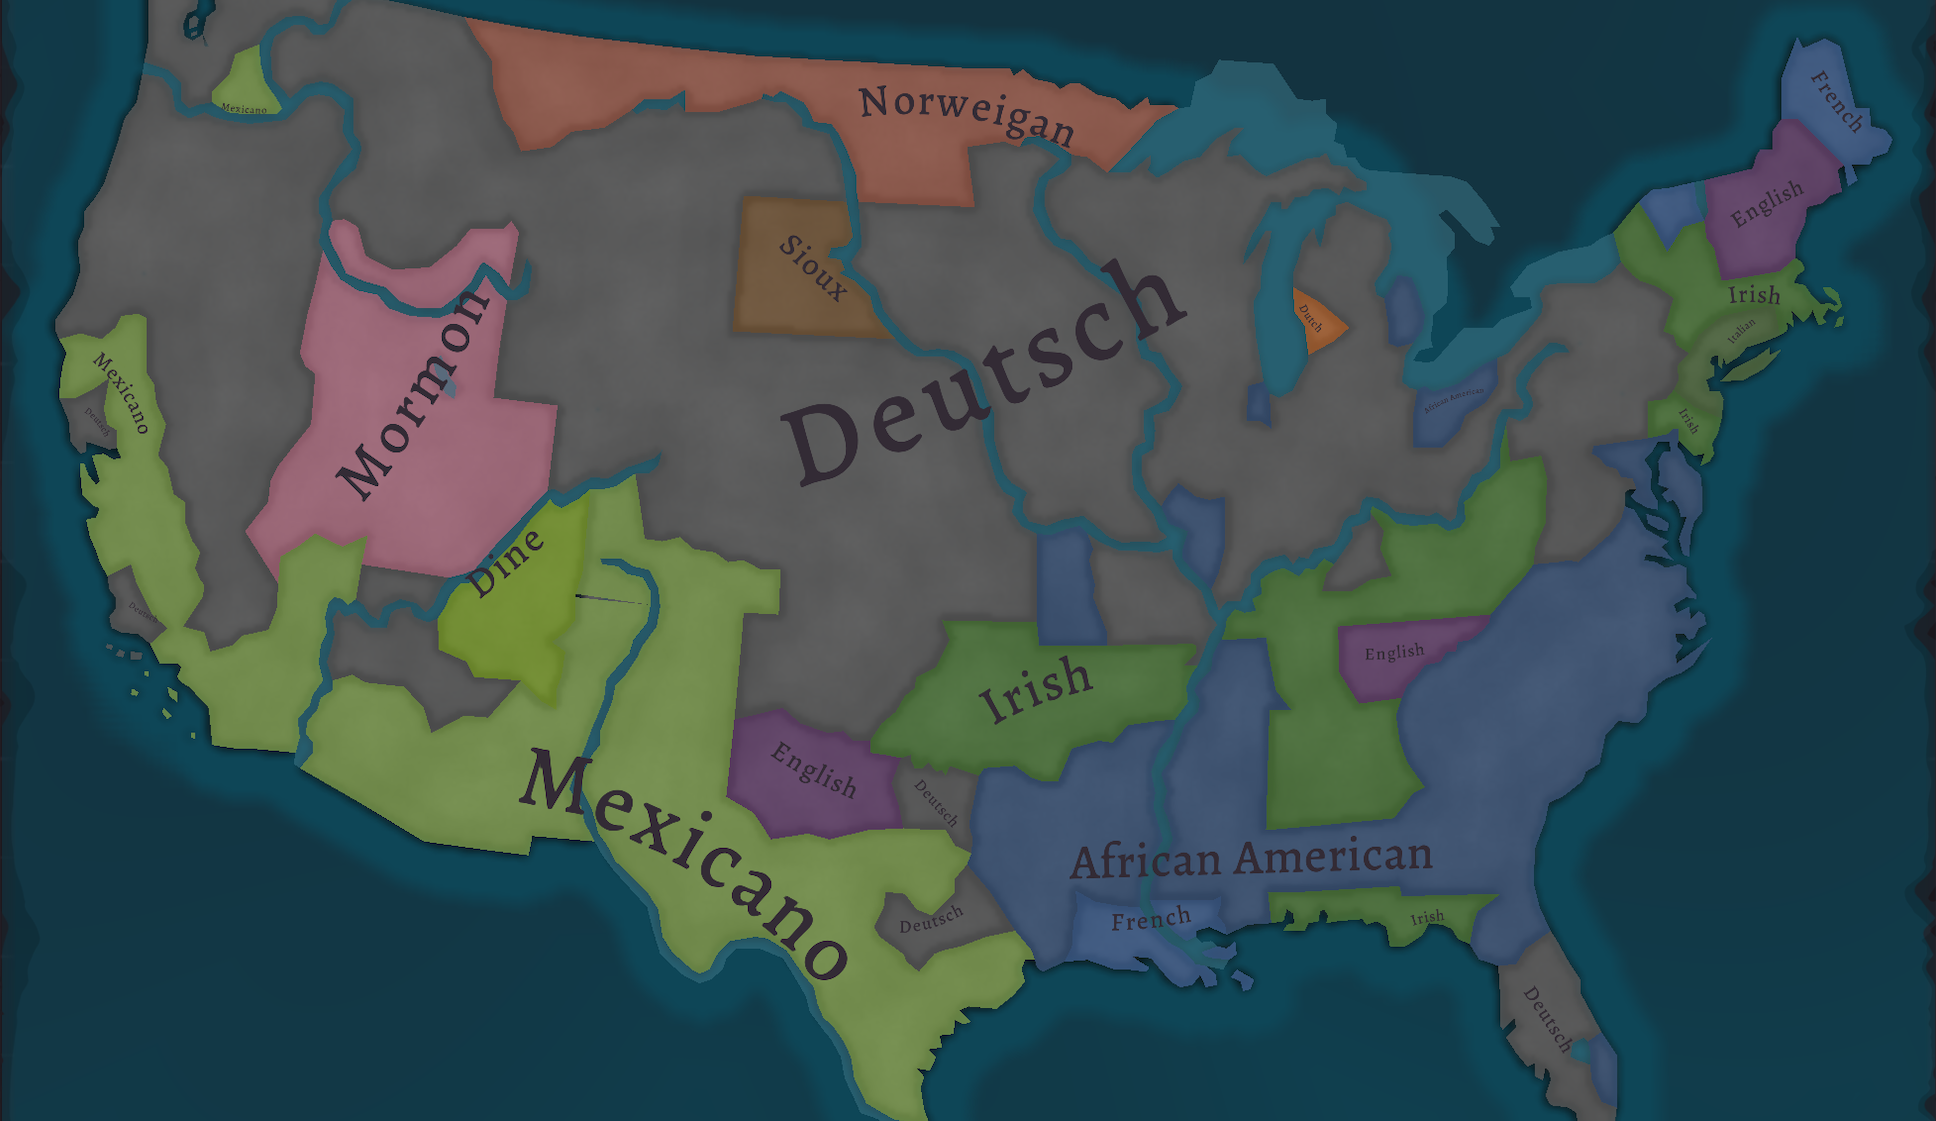 French
Norweigan
Mexicano
English
Sioux
Irish
Deutsch
Dutch
Italian
Mormon
Mexicano
African American
Deutsch
Irish
Dine
Deutsch
English
Irish
English
Deutsch
Mexicano
African American
French
Irish
Deutsch
Deutsch